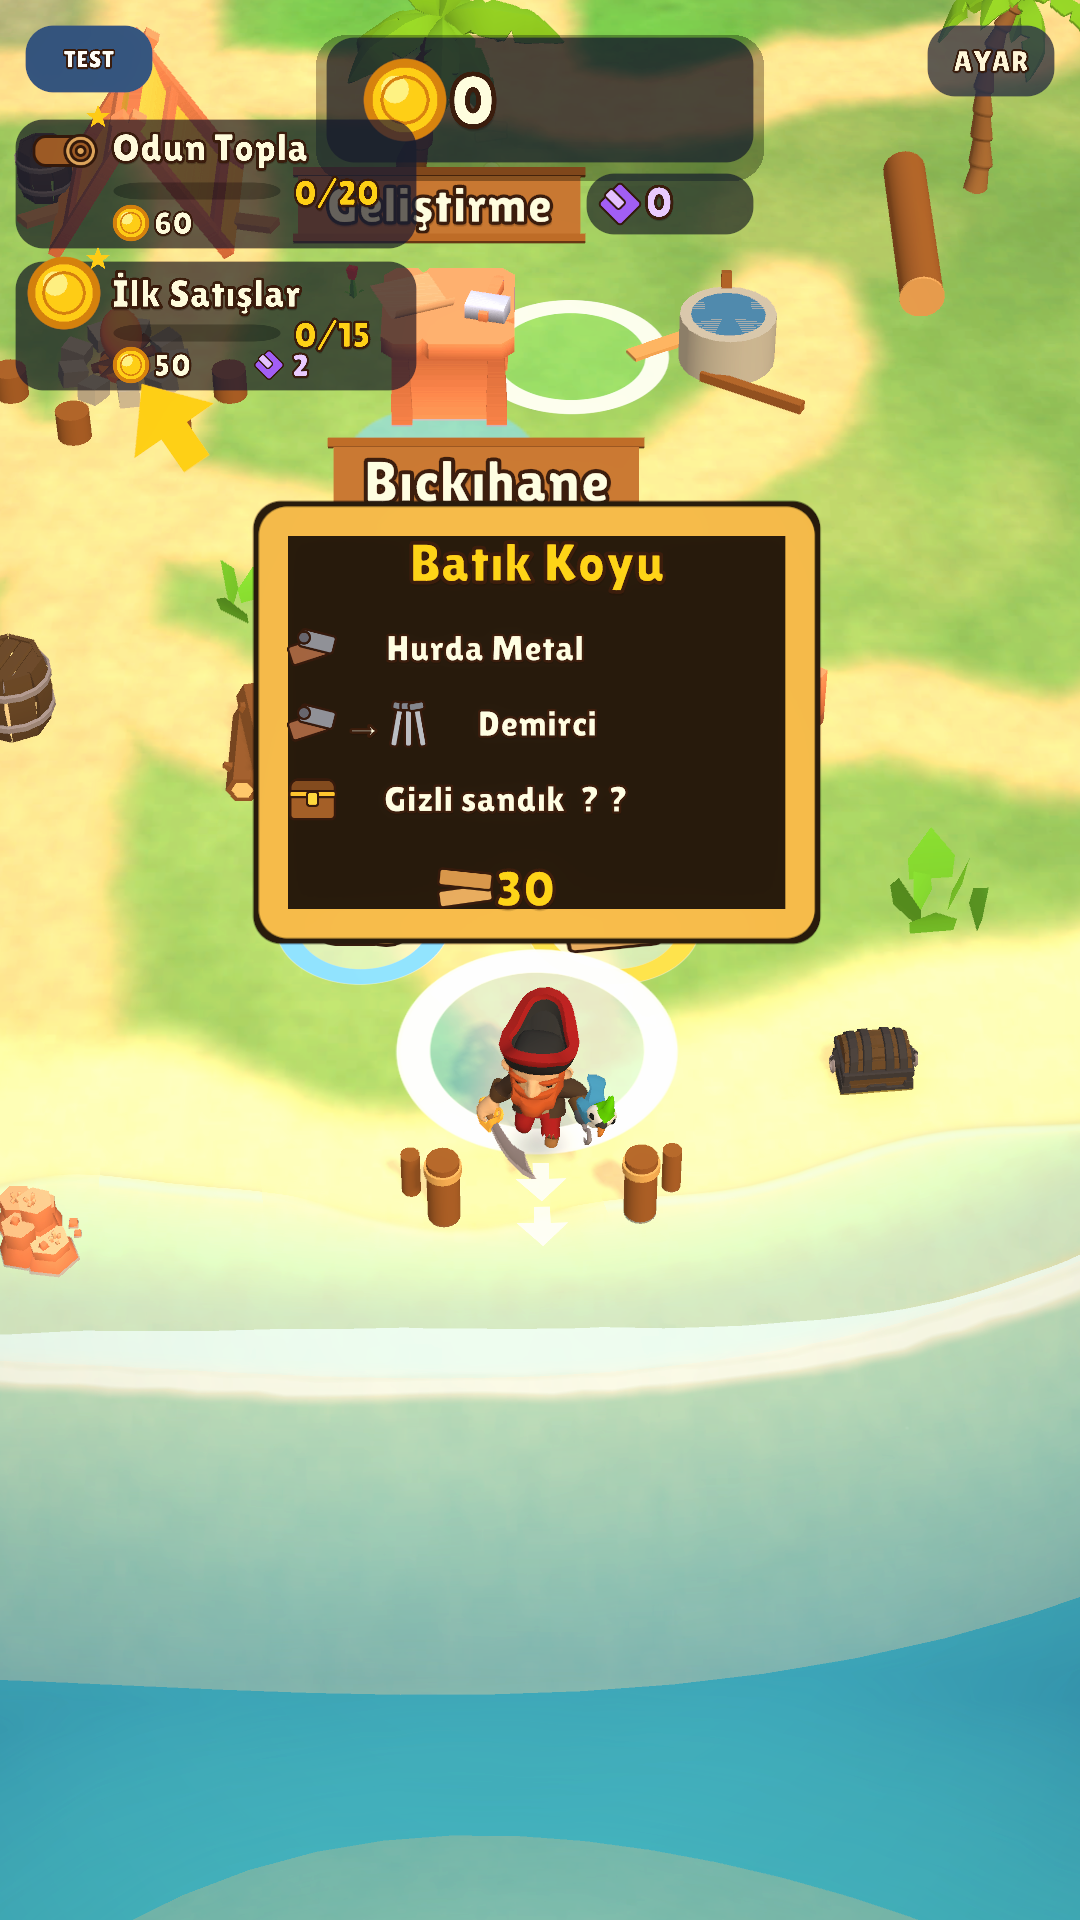 TEST
0
AYAR
Odun Topla
0/20
60
Geliştirme
0
İlk Satışlar
0/15
50
2
Bıckıhane
Batık Koyu
Hurda Metal
→ Demirci
Gizli sandık ? ?
30